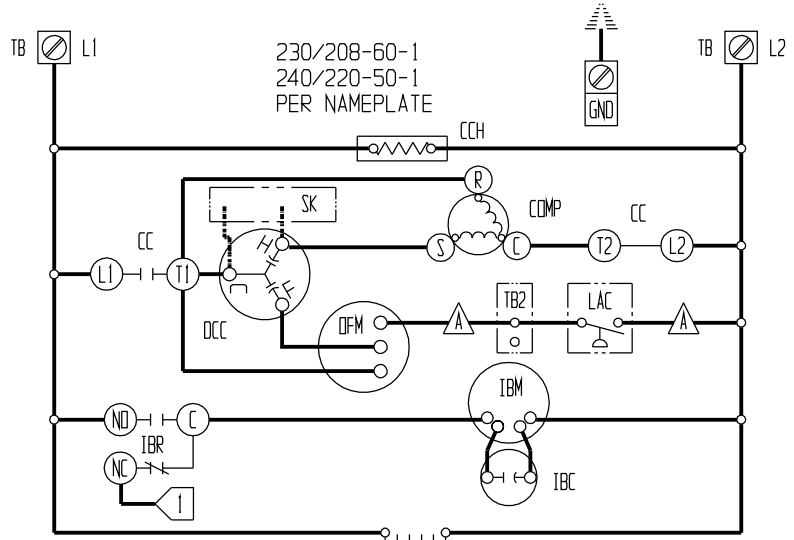 TB L1
230/208-60-1
240/220-50-1
PER NAMEPLATE
GND
TB L2
CCH
R
SK
COMP
CC
CC
H
S
C
T2
L2
L1
T1
C
F
DCC
OFM
A
TB2
LAC
A
IBM
NO
C
IBR
NC
1
IBC